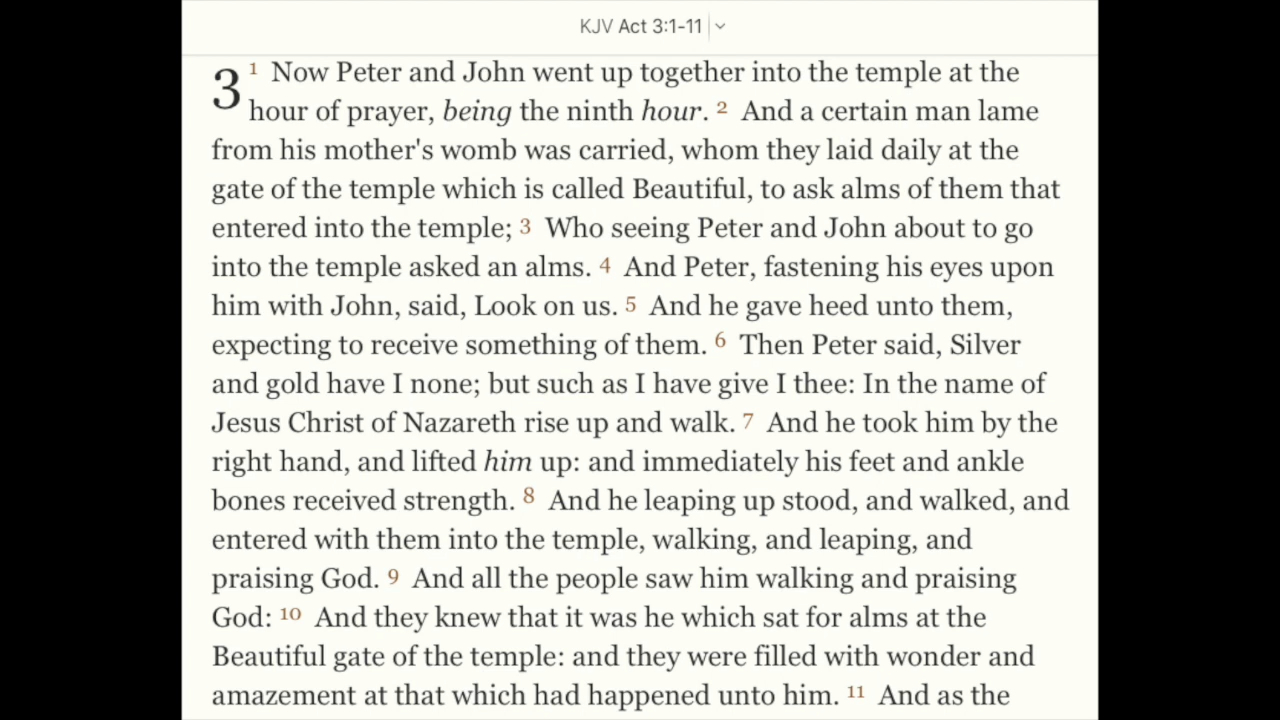 KJV Act 3:1-11
3 1 Now Peter and John went up together into the temple at the
hour of prayer, being the ninth hour. 2 And a certain man lame
from his mother's womb was carried, whom they laid daily at the
gate of the temple which is called Beautiful, to ask alms of them that
entered into the temple; 3 Who seeing Peter and John about to go
into the temple asked an alms. 4 And Peter, fastening his eyes upon
him with John, said, Look on us. 5 And he gave heed unto them,
expecting to receive something of them. 6 Then Peter said, Silver
and gold have I none; but such as I have give I thee: In the name of
Jesus Christ of Nazareth rise up and walk. 7 And he took him by the
right hand, and lifted him up: and immediately his feet and ankle
bones received strength. 8 And he leaping up stood, and walked, and
entered with them into the temple, walking, and leaping, and
praising God. 9 And all the people saw him walking and praising
God: 10 And they knew that it was he which sat for alms at the
Beautiful gate of the temple: and they were filled with wonder and
amazement at that which had happened unto him. 11 And as the